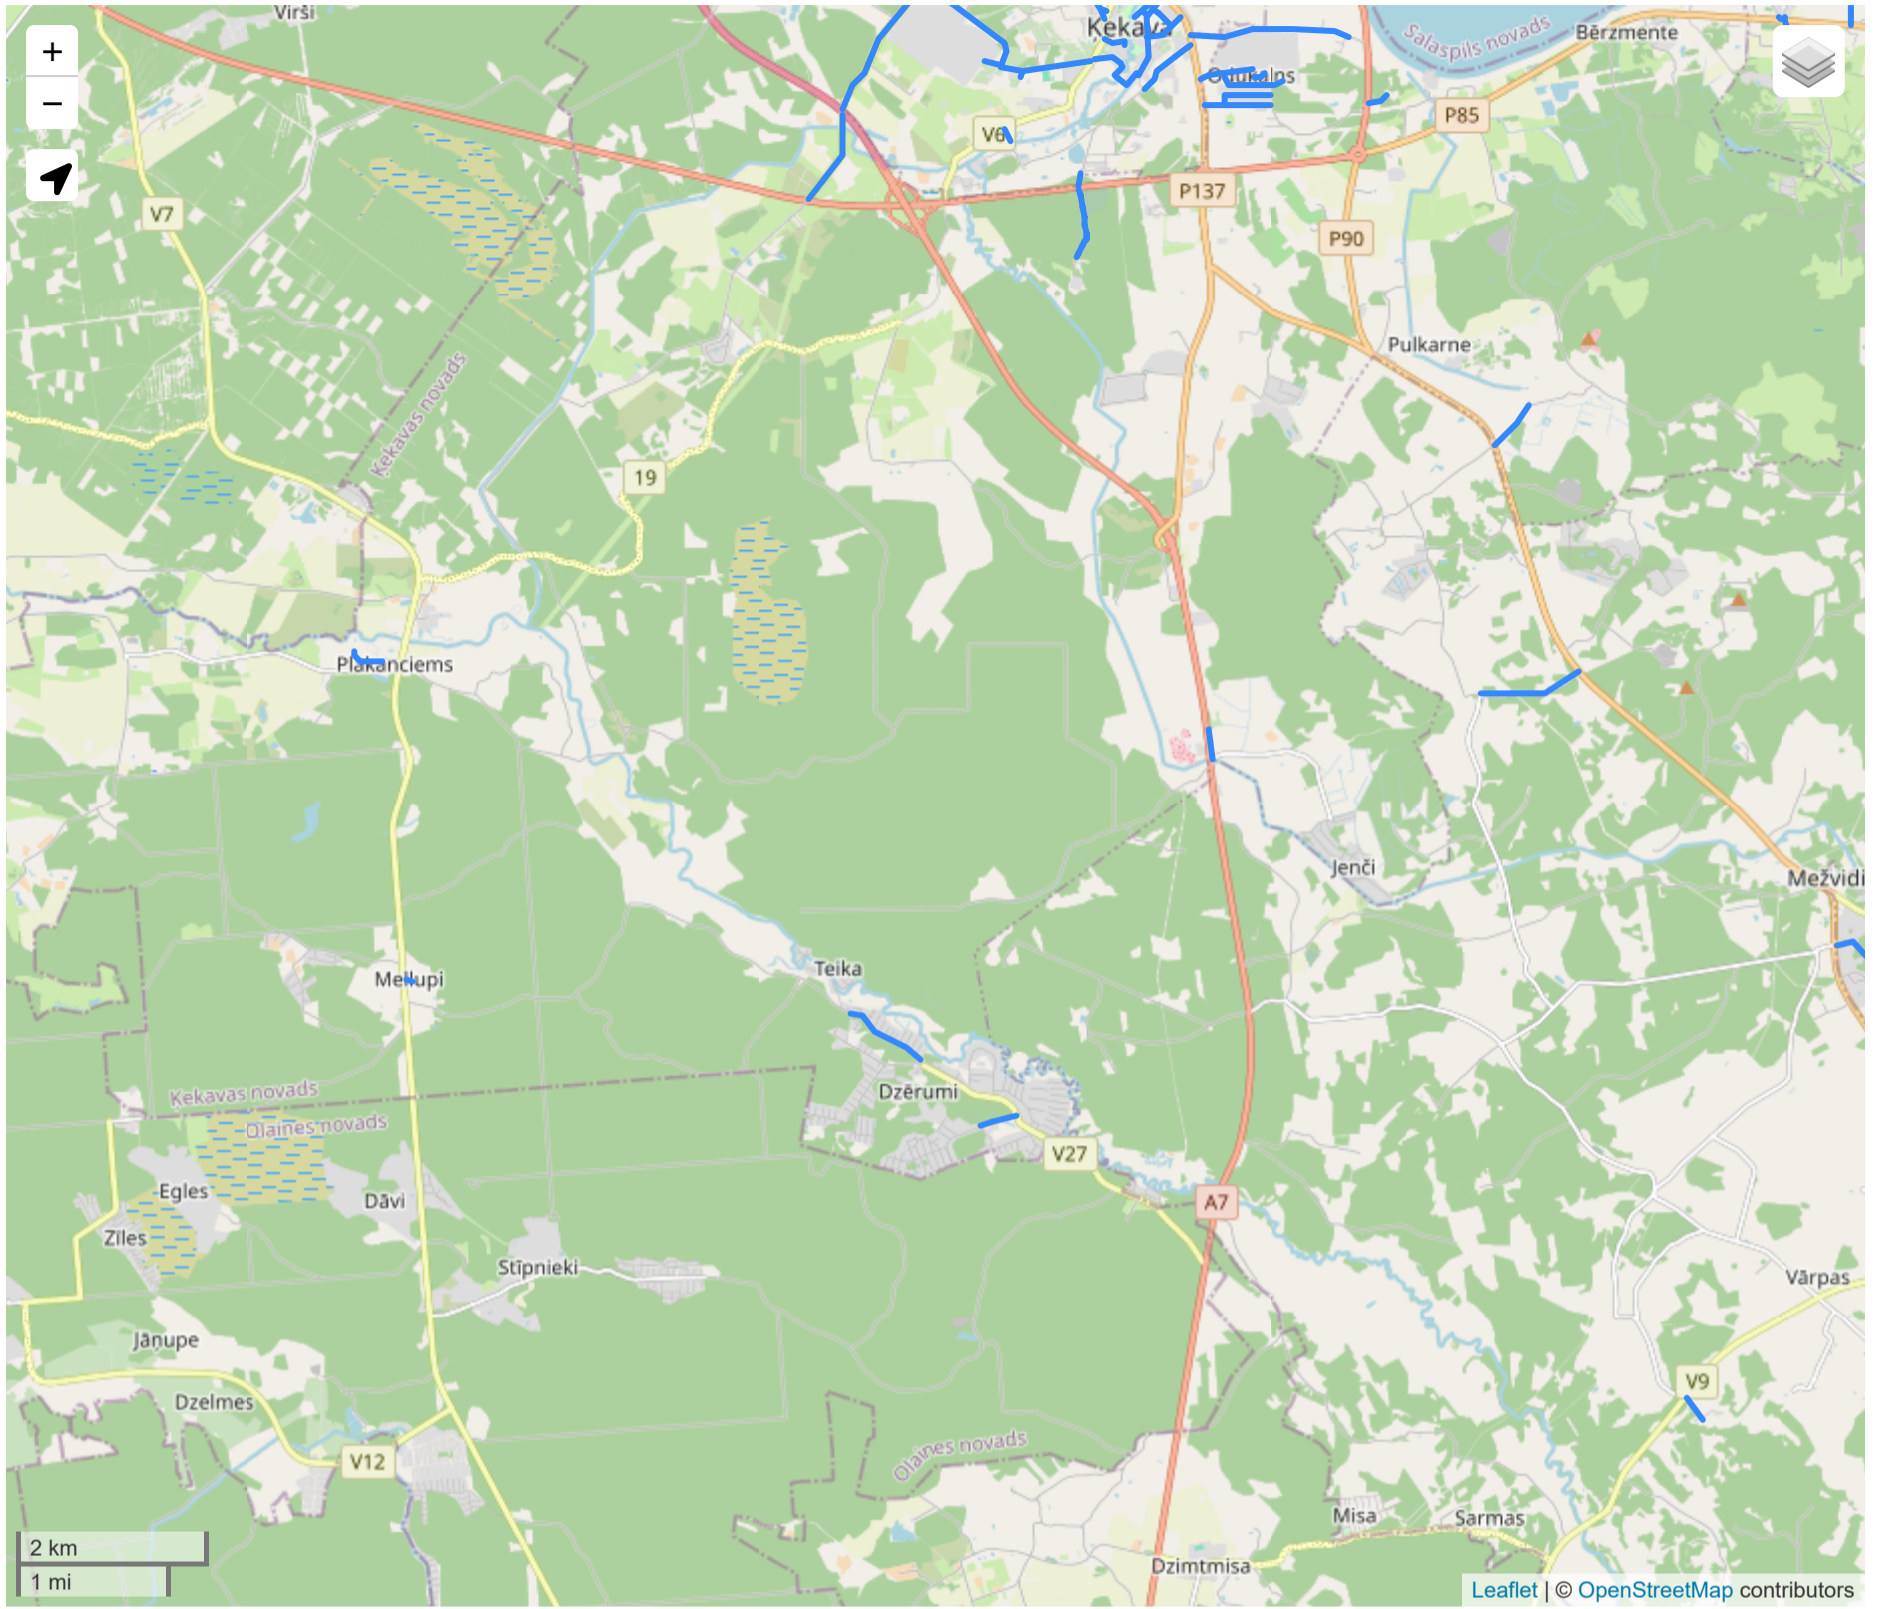 Virši
Ķekava
Salaspils novads
Bērzmente
+
−
Odukalns
P85
V6
V7
P137
P90
Pulkarne
Ķekavas novads
19
Plakanciems
Jenči
Mežvidi
Teika
Mellupi
Dzērumi
Ķekavas novads
Olaines novads
V27
Egles
Dāvi
A7
Zīles
Stīpnieki
Vārpas
Jāņupe
V9
Dzelmes
Olaines novads
V12
Misa
Sarmas
2 km
Dzimtmisa
1 mi
Leaflet | © OpenStreetMap contributors